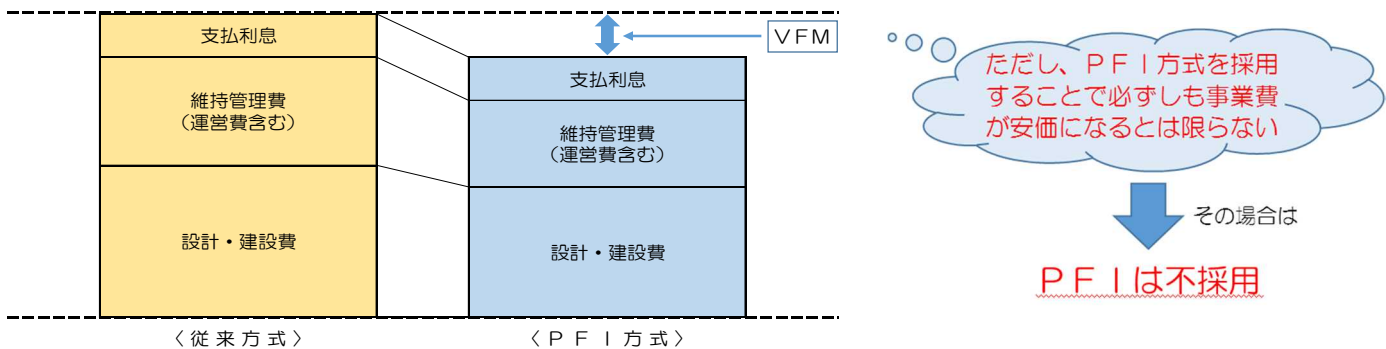 支払利息
維持管理費
（運営費含む）
設計・建設費
〈従来方式〉
ＶＦＭ
支払利息
維持管理費
（運営費含む）
設計・建設費
〈ＰＦＩ方式〉
ただし、ＰＦＩ方式を採用
することで必ずしも事業費
が安価になるとは限らない
その場合は
ＰＦＩは不採用